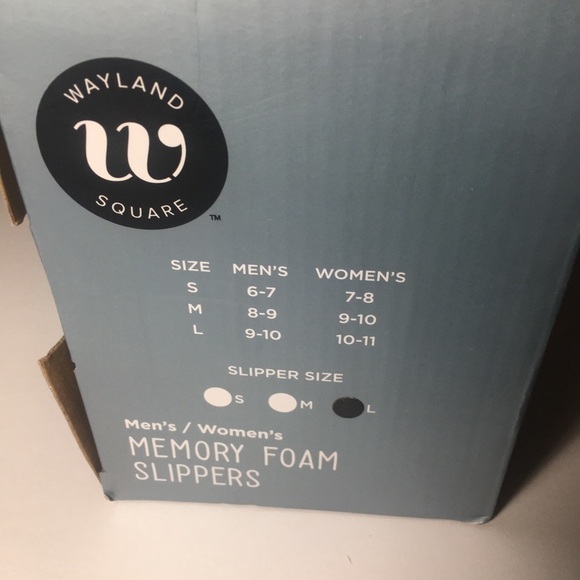 WAYLAND
W
SQUARE
™
SIZE MEN'S WOMEN'S
S 6-7 7-8
M 8-9 9-10
L 9-10 10-11
SLIPPER SIZE
S M L
Men's / Women's
MEMORY FOAM
SLIPPERS